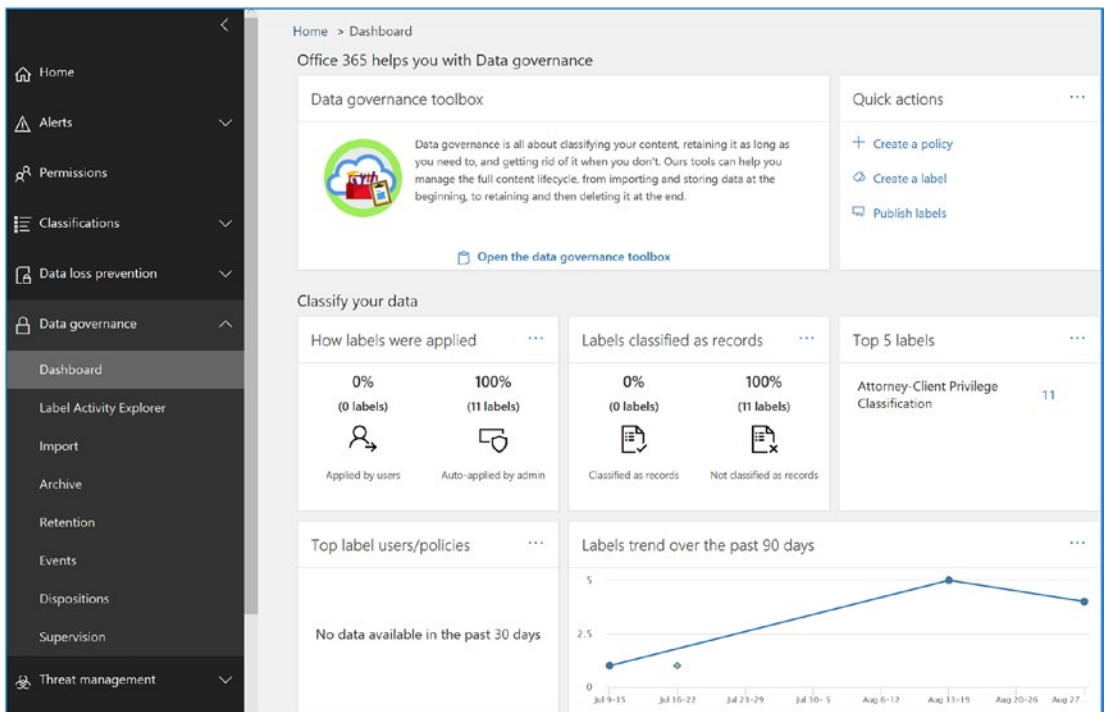 Home
Alerts
Permissions
Classifications
Data loss prevention
Data governance
Dashboard
Label Activity Explorer
Import
Archive
Retention
Events
Dispositions
Supervision
Threat management
Home > Dashboard
Office 365 helps you with Data governance
Data governance toolbox
Data governance is all about classifying your content, retaining it as long as
you need to, and getting rid of it when you don't. Ours tools can help you
manage the full content lifecycle, from importing and storing data at the
beginning, to retaining and then deleting it at the end.
Open the data governance toolbox
Quick actions
Create a policy
Create a label
Publish labels
Classify your data
How labels were applied
0% 100%
(0 labels) (11 labels)
Applied by users Auto-applied by admin
Labels classified as records
0% 100%
(0 labels) (11 labels)
Classified as records Not classified as records
Top 5 labels
Attorney-Client Privilege 11
Classification
Top label users/policies
No data available in the past 30 days
Labels trend over the past 90 days
5
2.5
0
Jul 9-15 Jul 16-22 Jul 23-29 Jul 30-5 Aug 6-12 Aug 13-19 Aug 20-26 Aug 27...